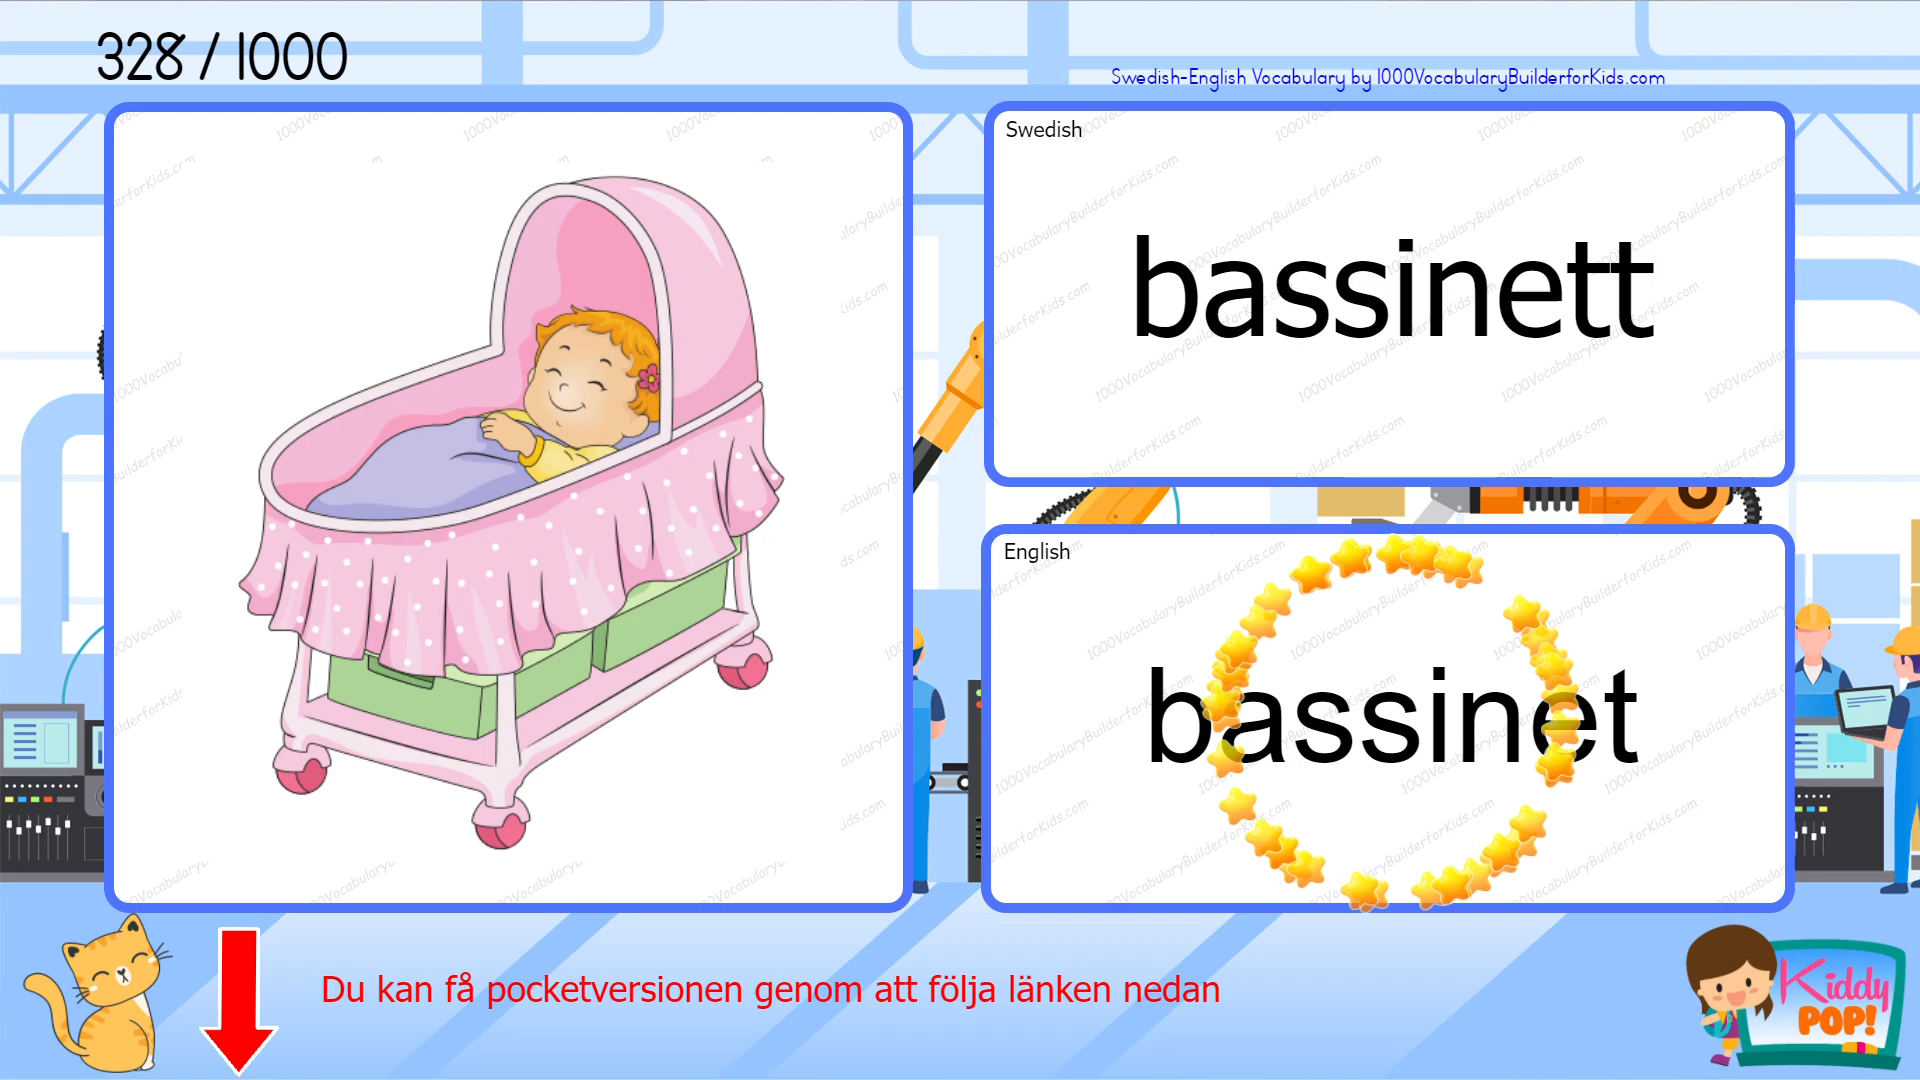 328 / 1000
Swedish-English Vocabulary by 1000VocabularyBuilderforKids.com
Swedish
bassinett
English
bassinet
Du kan få pocketversionen genom att följa länken nedan
Kiddy
POP!